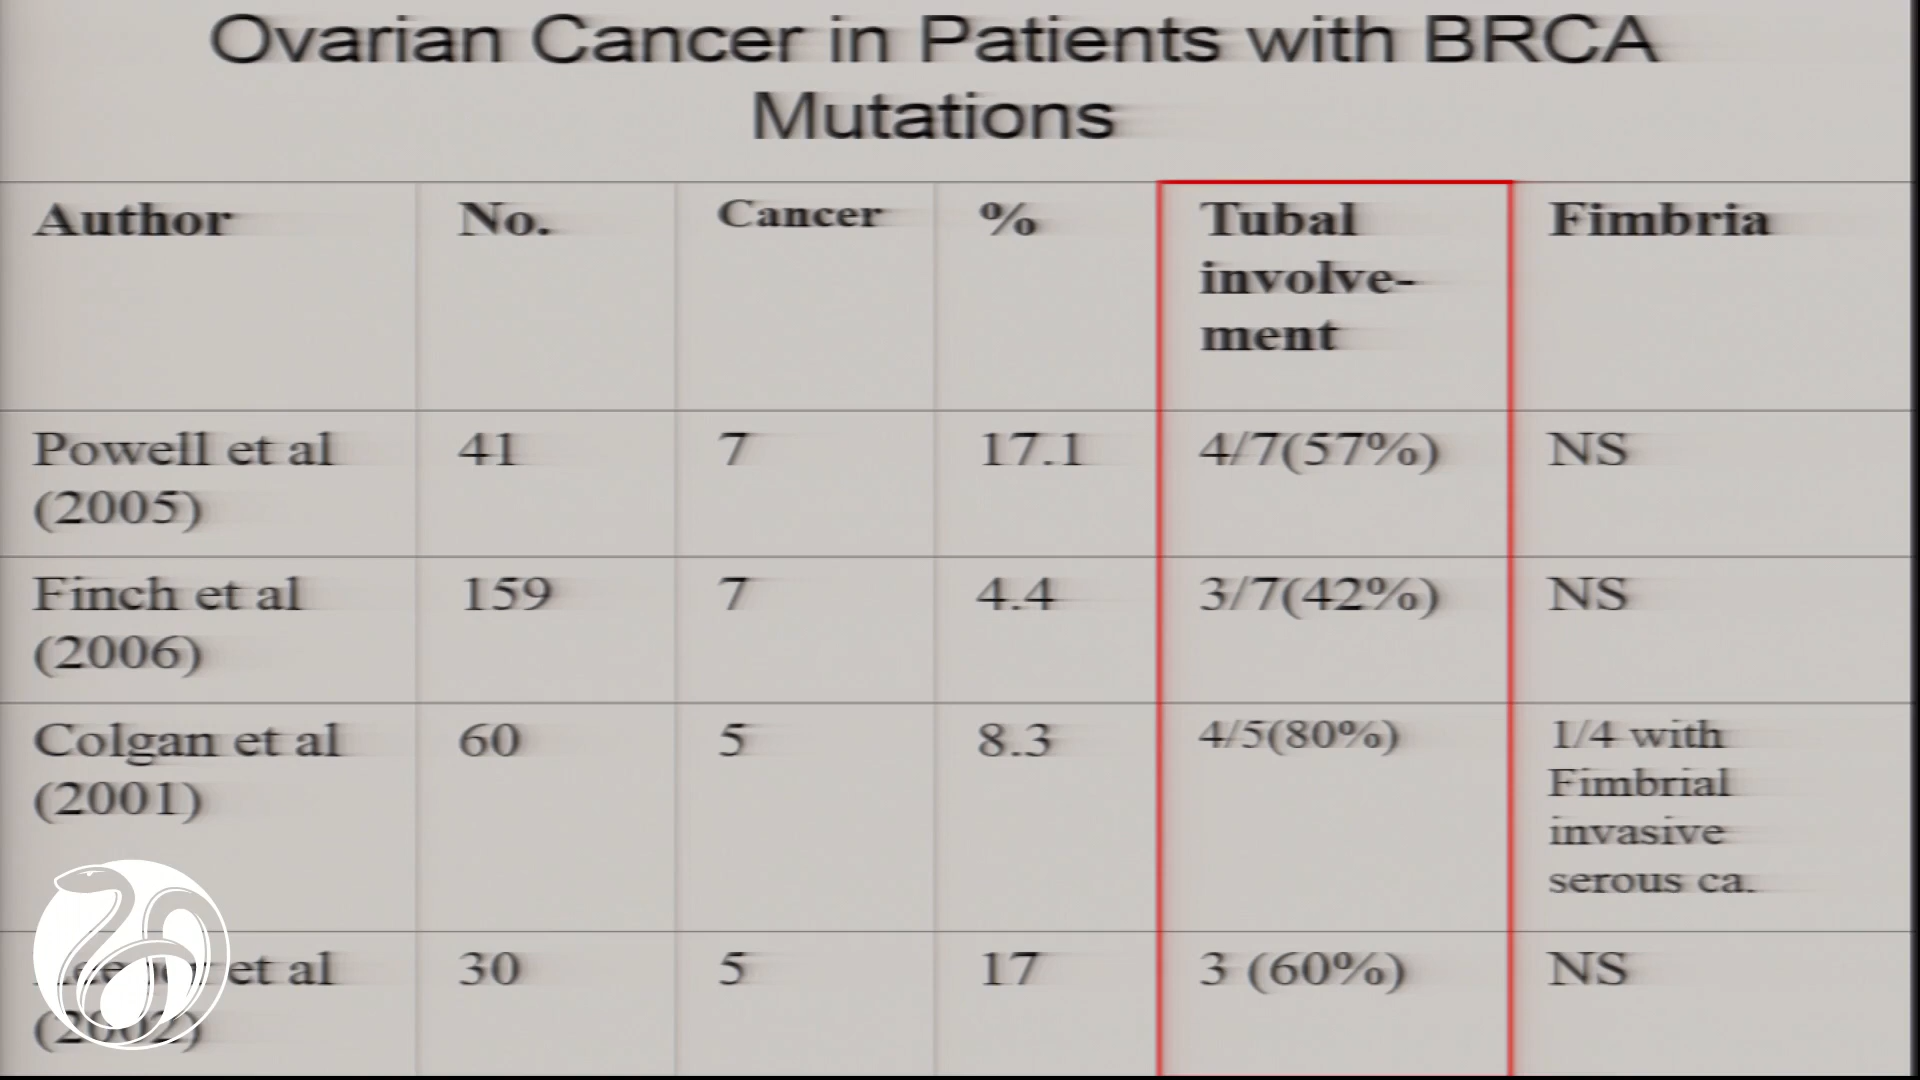 Ovarian Cancer in Patients with BRCA
Mutations
Author No. Cancer % Tubal involve- ment Fimbria
Powell et al (2005) 41 7 17.1 4/7(57%) NS
Finch et al (2006) 159 7 4.4 3/7(42%) NS
Colgan et al (2001) 60 5 8.3 4/5(80%) 1/4 with Fimbrial invasive serous ca.
et al (2002) 30 5 17 3 (60%) NS